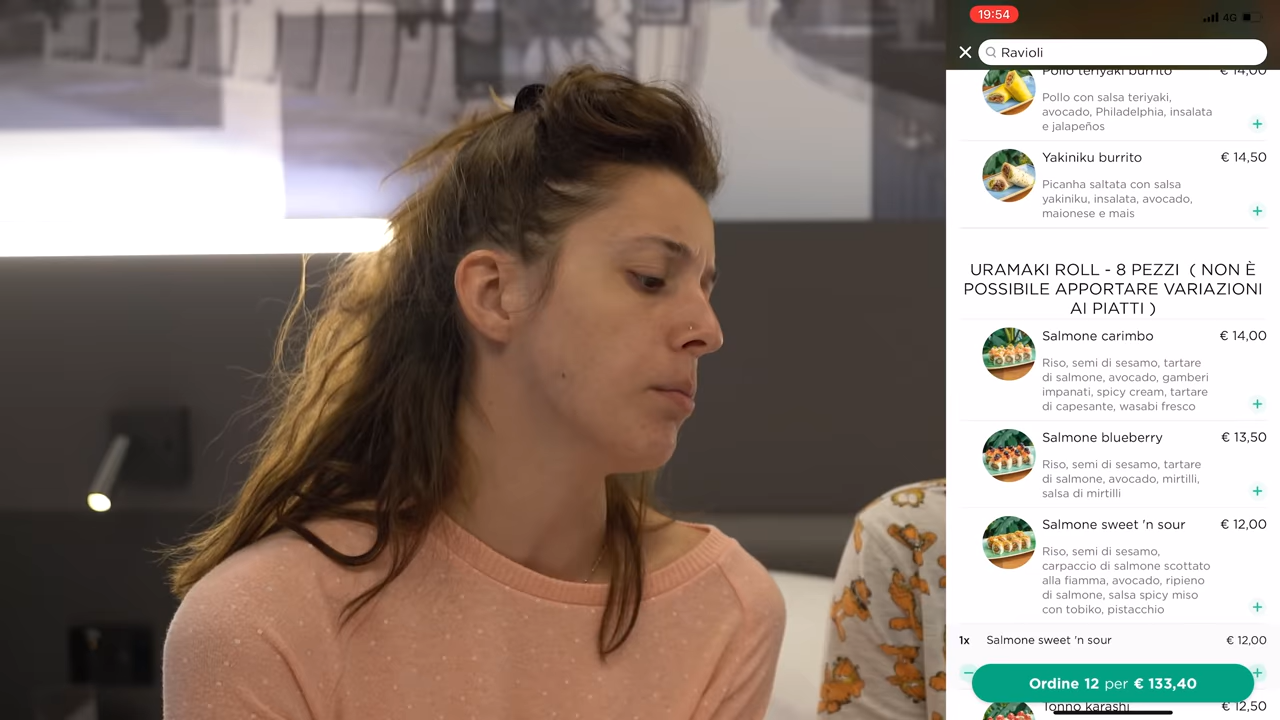 19:54
4G
Ravioli
Pollo teriyaki burrito
€ 14,00
Pollo con salsa teriyaki,
avocado, Philadelphia, insalata
e jalapeños
Yakiniku burrito
€ 14,50
Picanha saltata con salsa
yakiniku, insalata, avocado,
maionese e mais
URAMAKI ROLL - 8 PEZZI ( NON È
POSSIBILE APPORTARE VARIAZIONI
AI PIATTI )
Salmone carimbo
€ 14,00
Riso, semi di sesamo, tartare
di salmone, avocado, gamberi
impanati, spicy cream, tartare
di capesante, wasabi fresco
Salmone blueberry
€ 13,50
Riso, semi di sesamo, tartare
di salmone, avocado, mirtilli,
salsa di mirtilli
Salmone sweet 'n sour
€ 12,00
Riso, semi di sesamo,
carpaccio di salmone scottato
alla fiamma, avocado, ripieno
di salmone, salsa spicy miso
con tobiko, pistacchio
1x Salmone sweet 'n sour
€ 12,00
Ordine 12 per € 133,40
Tonno karashi
€ 12,50